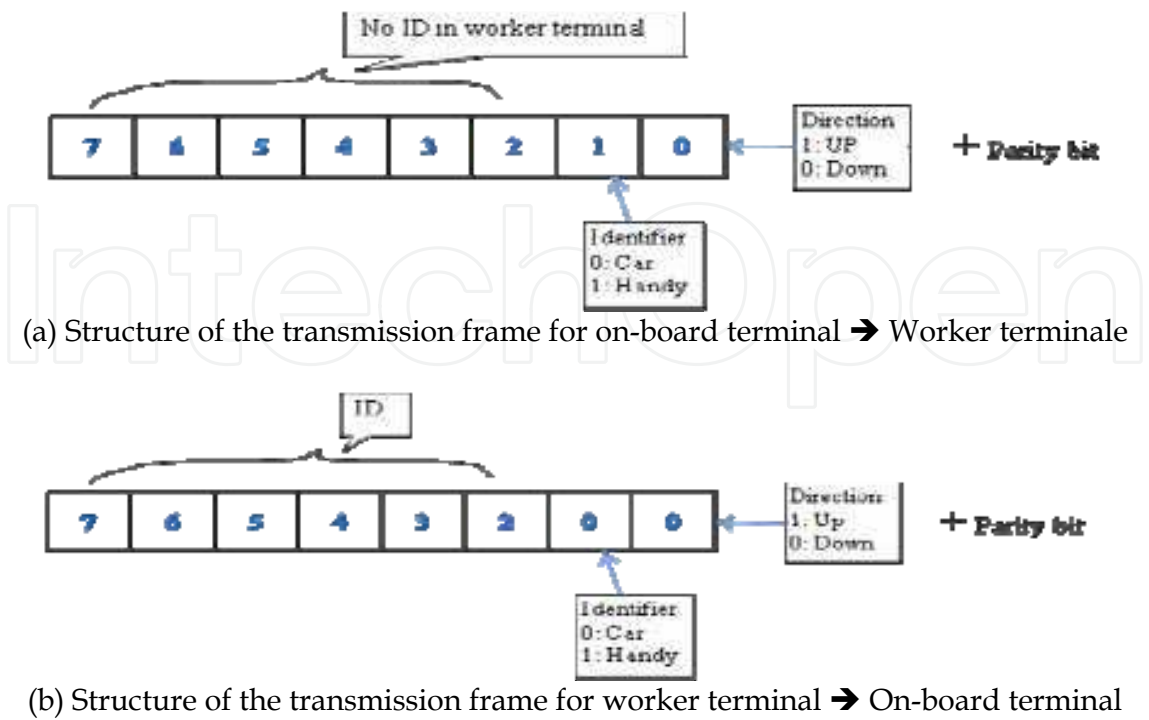 No ID in worker terminal
7 6 5 4 3 2 1 0
Direction
1: UP
0: Down
+ Parity bit
Identifier
0: Car
1: Handy
IntechOpen
(a) Structure of the transmission frame for on-board terminal ➔ Worker terminale
ID
7 6 5 4 3 2 0 0
Direction
1: Up
0: Down
+ Parity bit
Identifier
0: Car
1: Handy
(b) Structure of the transmission frame for worker terminal ➔ On-board terminal